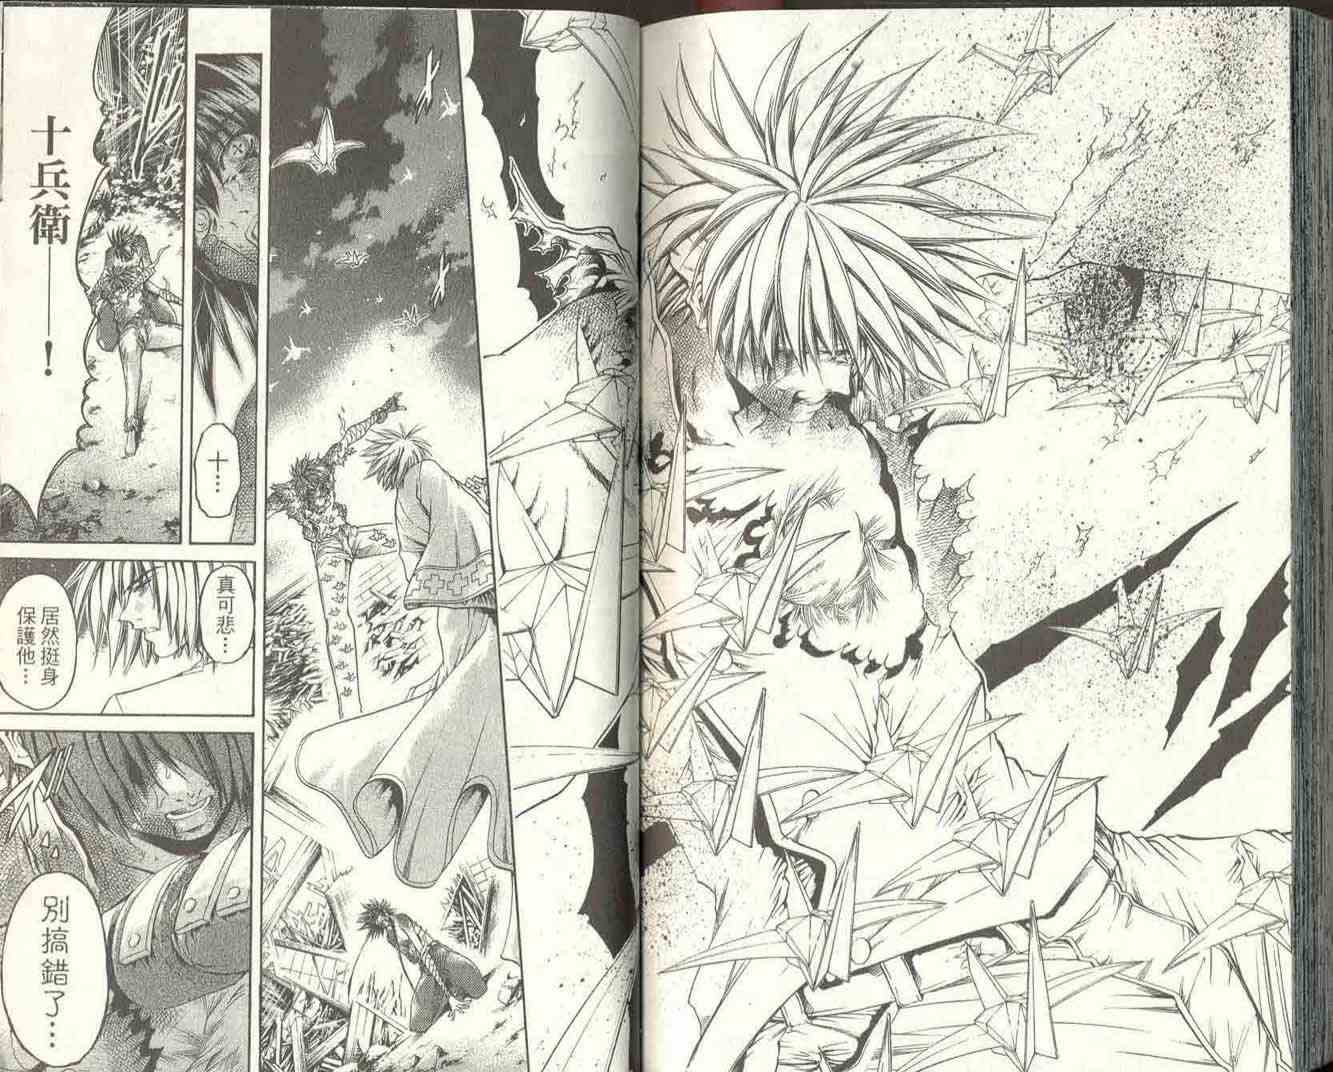 十…
十兵衛——！
真可悲…
居然挺身
保護他…
別搞錯了…